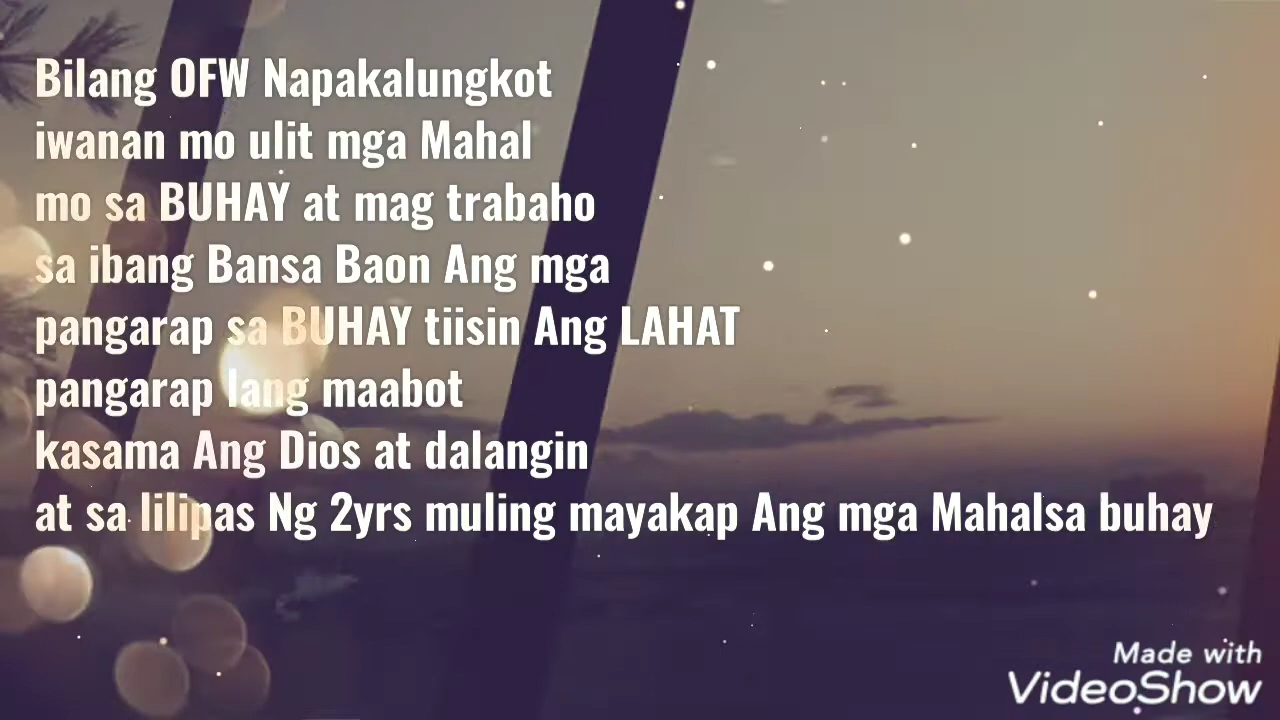 Bilang OFW Napakalungkot
iwanan mo ulit mga Mahal
mo sa BUHAY at mag trabaho
sa ibang Bansa Baon Ang mga
pangarap sa BUHAY tiisin Ang LAHAT
pangarap lang maabot
kasama Ang Dios at dalangin
at sa lilipas Ng 2yrs muling mayakap Ang mga Mahalsa buhay
Made with
VideoShow